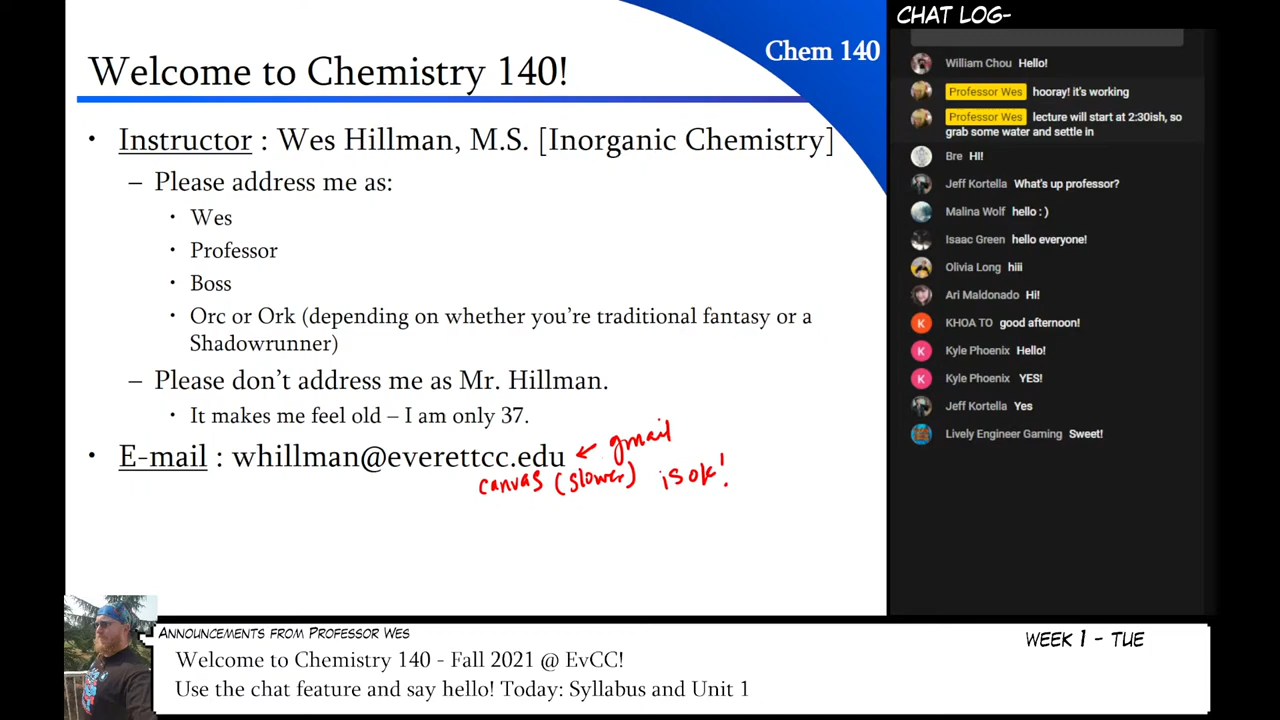 Chem 140
Welcome to Chemistry 140!
• Instructor : Wes Hillman, M.S. [Inorganic Chemistry]
– Please address me as:
• Wes
• Professor
• Boss
• Orc or Ork (depending on whether you're traditional fantasy or a
Shadowrunner)
– Please don't address me as Mr. Hillman.
• It makes me feel old – I am only 37.
• E-mail : whillman@everettcc.edu ← gmail
canvas (slower) is ok!
CHAT LOG-
William Chou Hello!
Professor Wes hooray! it's working
Professor Wes lecture will start at 2:30ish, so
grab some water and settle in
Bre HI!
Jeff Kortella What's up professor?
Malina Wolf hello : )
Isaac Green hello everyone!
Olivia Long hiii
Ari Maldonado Hi!
K KHOA TO good afternoon!
K Kyle Phoenix Hello!
K Kyle Phoenix YES!
Jeff Kortella Yes
Lively Engineer Gaming Sweet!
Announcements from Professor Wes
WEEK 1 - TUE
Welcome to Chemistry 140 - Fall 2021 @ EvCC!
Use the chat feature and say hello! Today: Syllabus and Unit 1